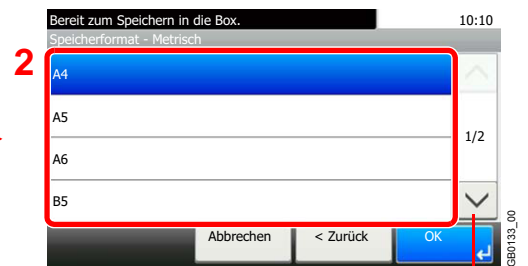 Bereit zum Speichern in die Box. 10:10
Speicherformat - Metrisch
2
A4
A5
1/2
A6
B5
Abbrechen < Zurück OK
GB0133_00